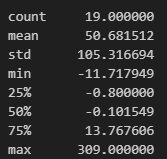 count 19.000000
mean 50.681512
std 105.316694
min -11.717949
25% -0.800000
50% -0.101549
75% 13.767606
max 309.000000